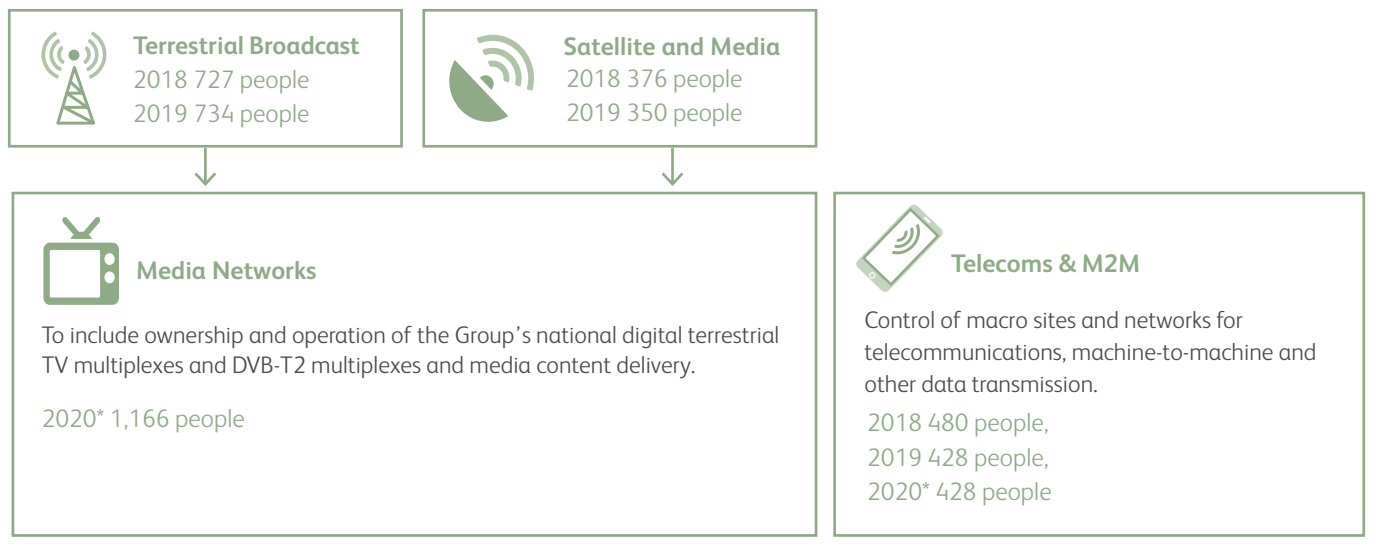 Terrestrial Broadcast
2018 727 people
2019 734 people
Satellite and Media
2018 376 people
2019 350 people
Media Networks
To include ownership and operation of the Group's national digital terrestrial
TV multiplexes and DVB-T2 multiplexes and media content delivery.
2020* 1,166 people
Telecoms & M2M
Control of macro sites and networks for
telecommunications, machine-to-machine and
other data transmission.
2018 480 people,
2019 428 people,
2020* 428 people